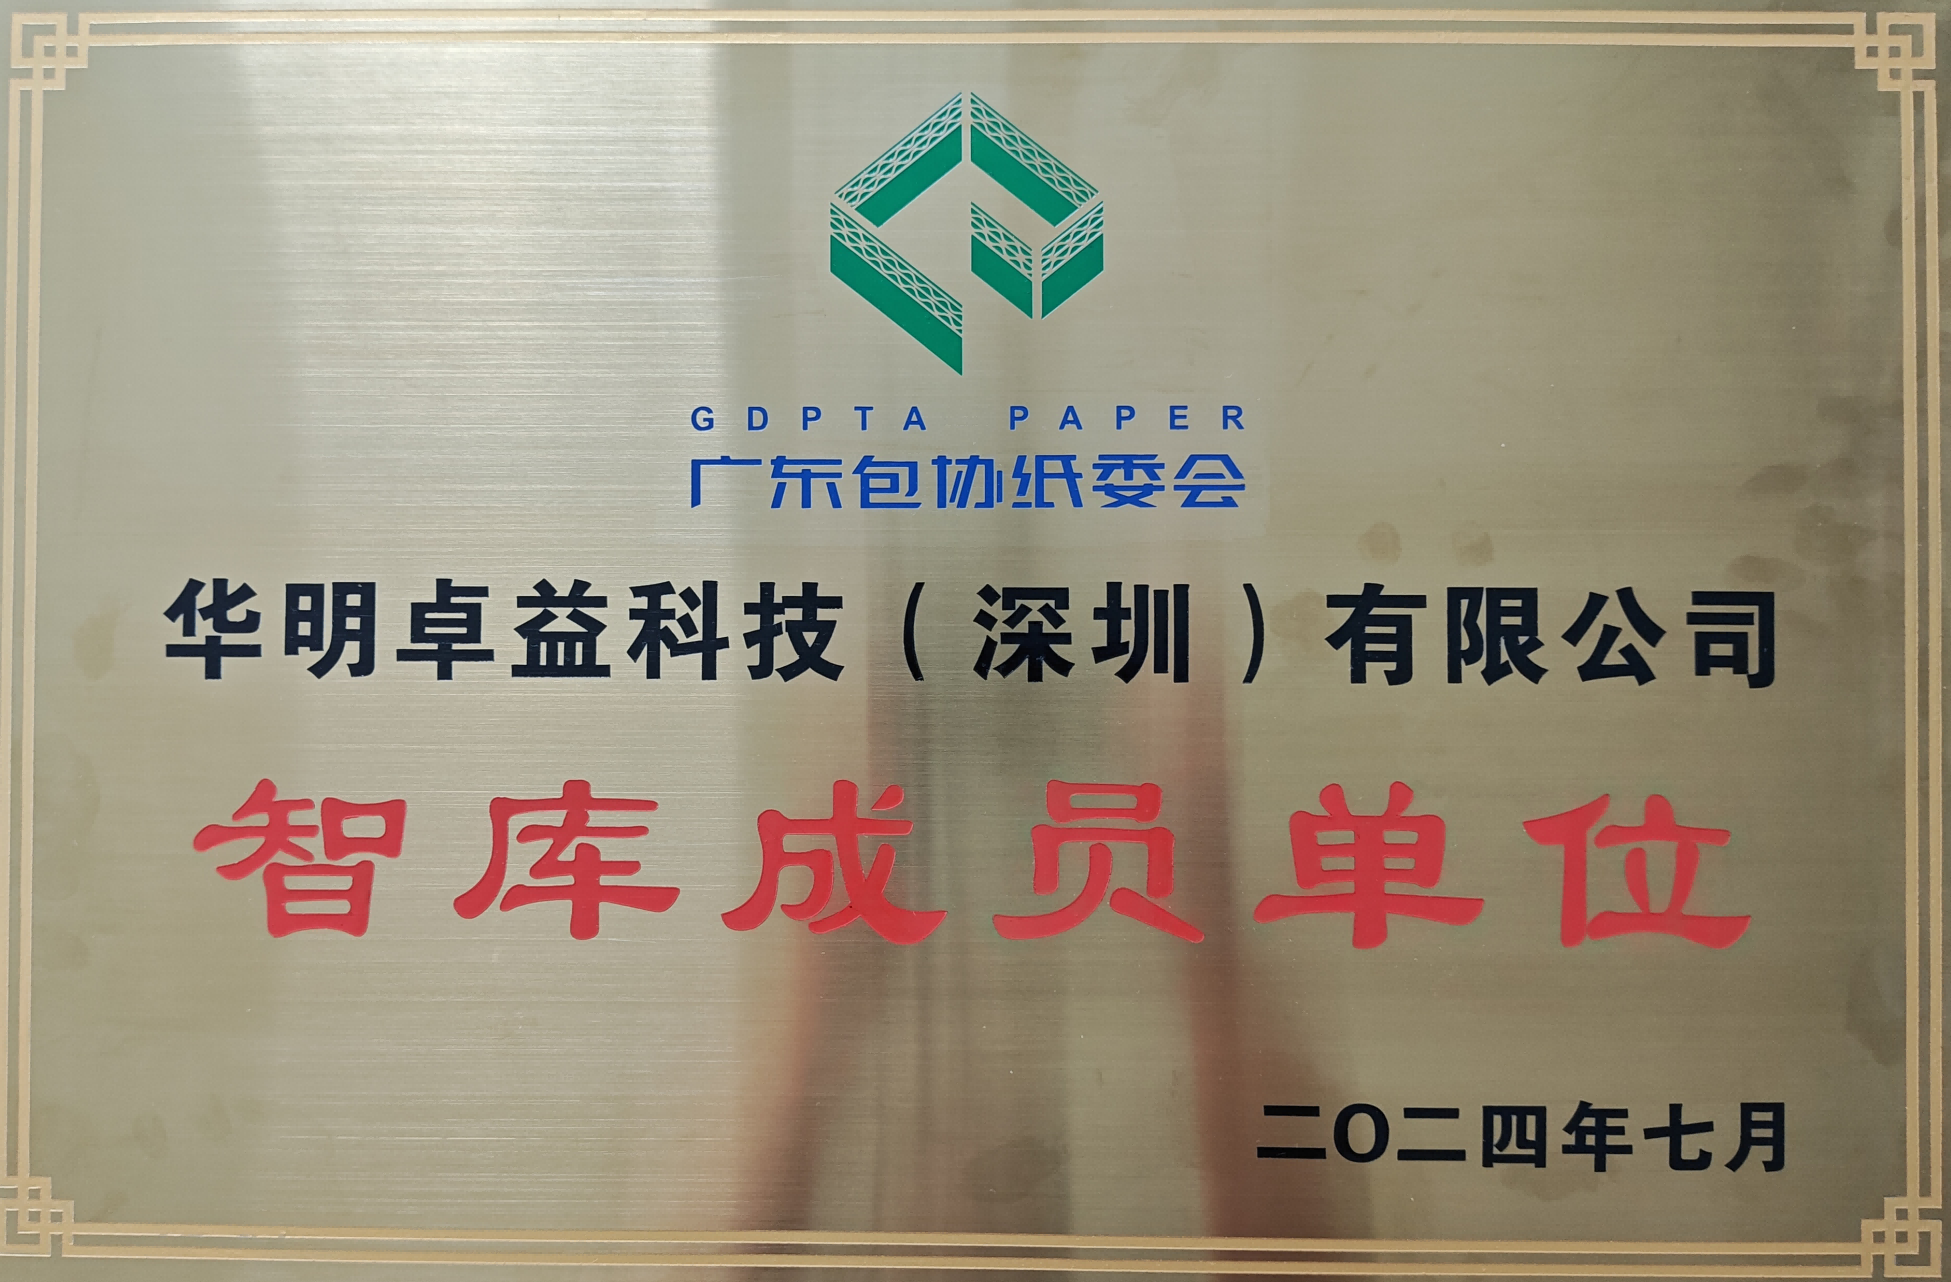 GDPTA PAPER
广东包协纸委会
华明卓益科技（深圳）有限公司
智库成员单位
二〇二四年七月